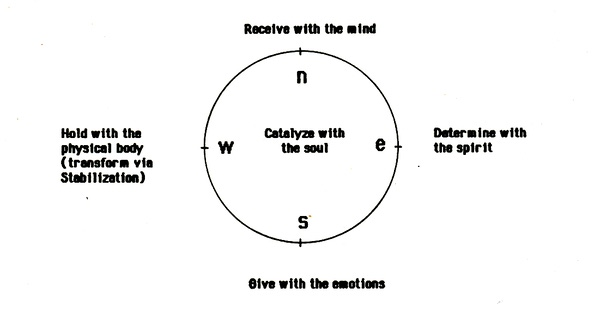 Receive with the mind
n
Hold with the
physical body
(transform via
Stabilization)
w
Catalyze with
the soul
e
Determine with
the spirit
s
Give with the emotions